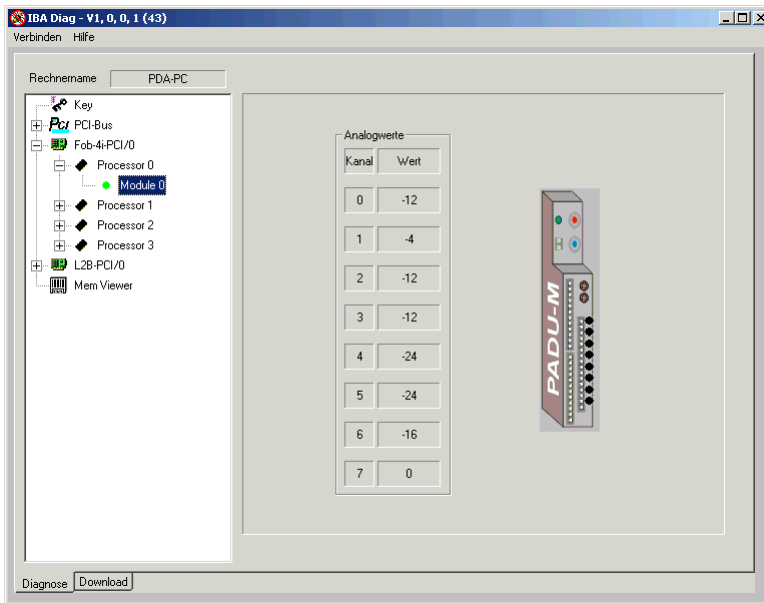 IBA Diag - V1, 0, 0, 1 (43)
Verbinden Hilfe
Rechnername PDA-PC
Key
PCI PCI-Bus
Fob-4i-PCI/0
Processor 0
Module 0
Processor 1
Processor 2
Processor 3
L2B-PCI/0
Mem Viewer
Analogwerte
Kanal Wert
0 -12
1 -4
2 -12
3 -12
4 -24
5 -24
6 -16
7 0
PADU-M
Diagnose Download